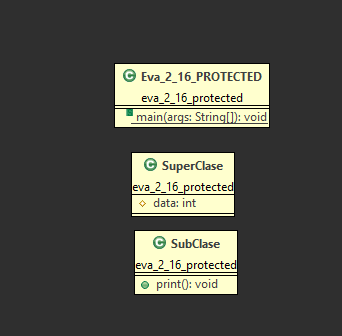 C Eva_2_16_PROTECTED
eva_2_16_protected
main(args: String[]): void
C SuperClase
eva_2_16_protected
data: int
C SubClase
eva_2_16_protected
print(): void